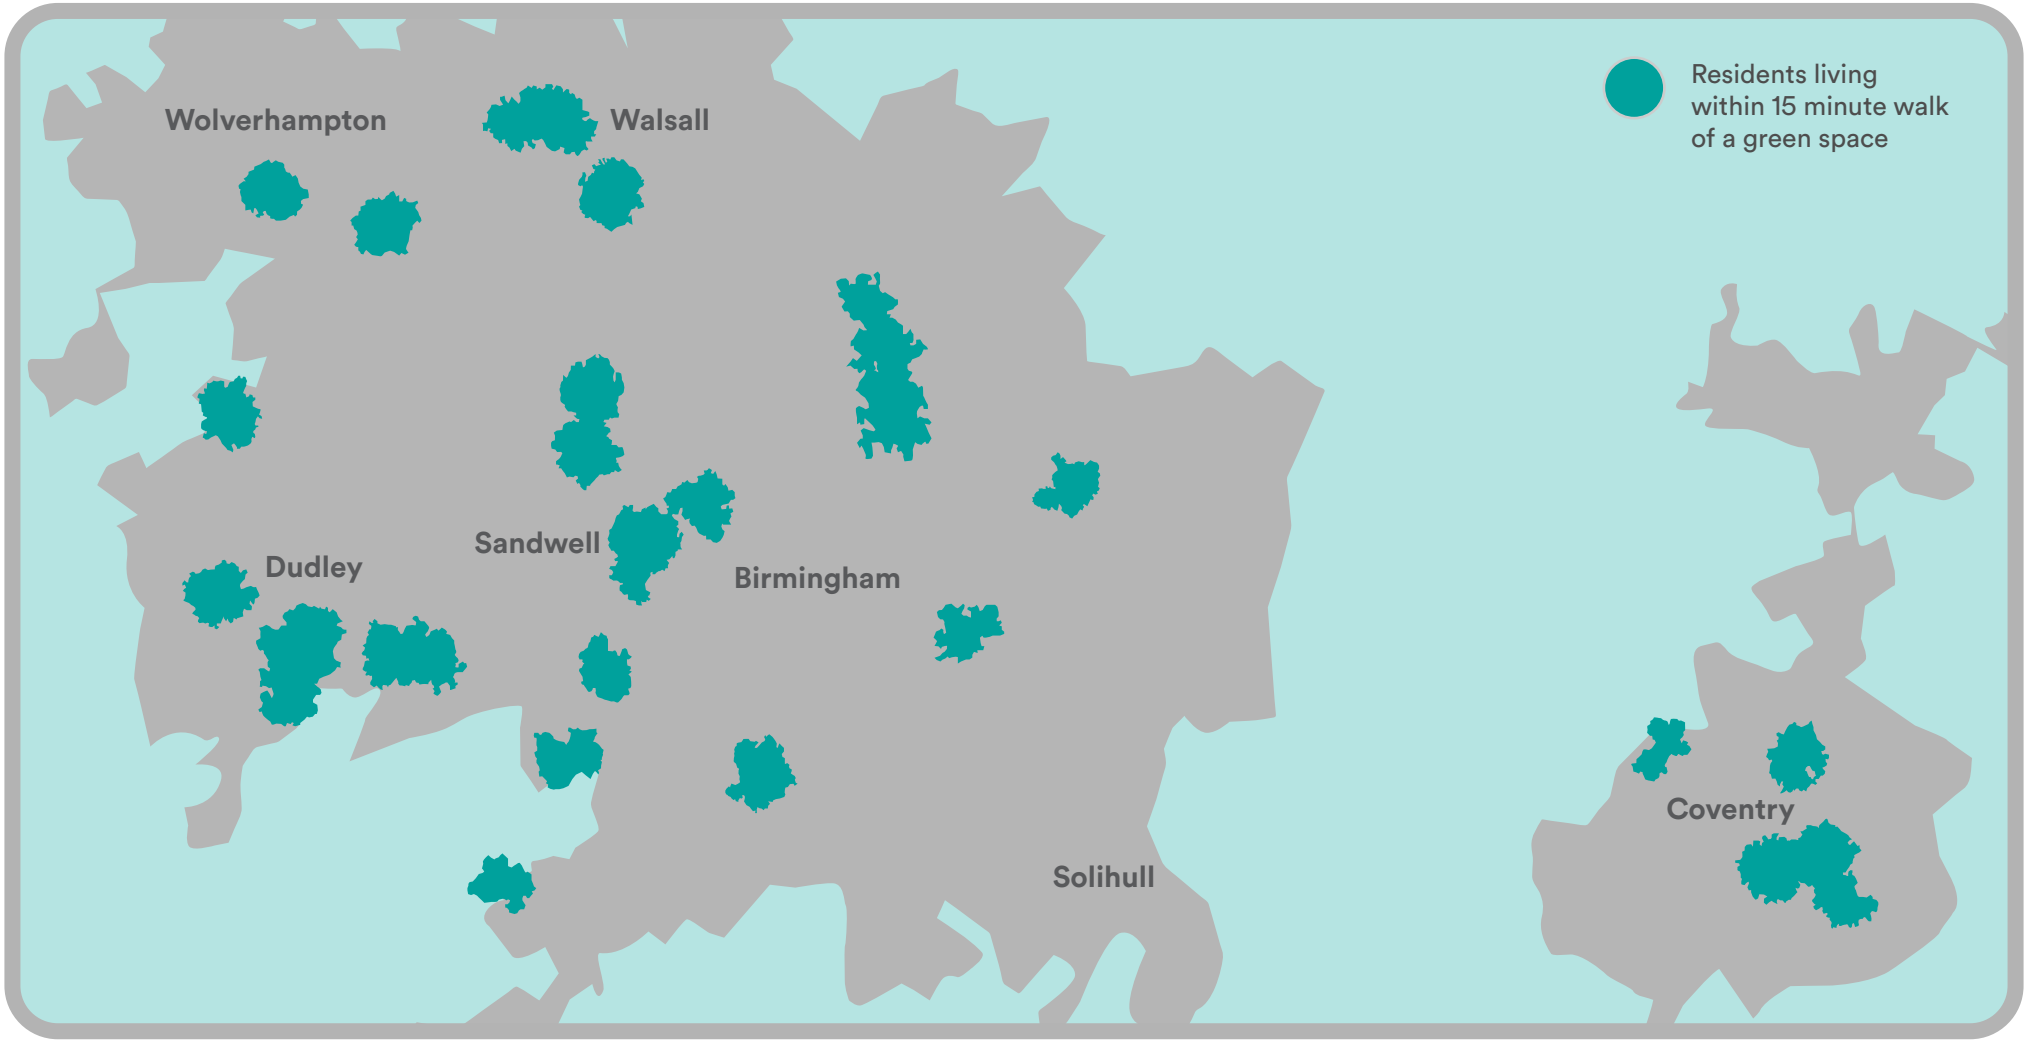 Residents living
within 15 minute walk
of a green space
Wolverhampton
Walsall
Sandwell
Dudley
Birmingham
Coventry
Solihull